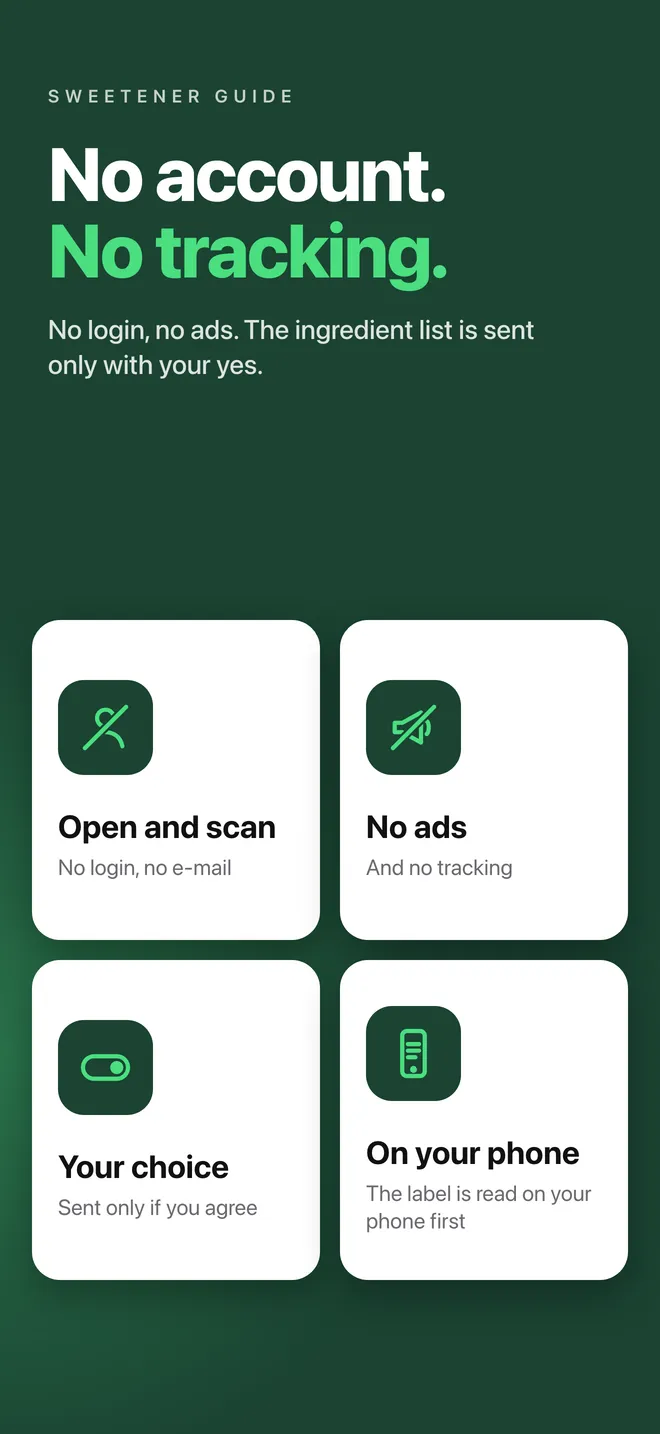 SWEETENER GUIDE
No account.
No tracking.
No login, no ads. The ingredient list is sent
only with your yes.
Open and scan
No login, no e-mail
No ads
And no tracking
Your choice
Sent only if you agree
On your phone
The label is read on your
phone first